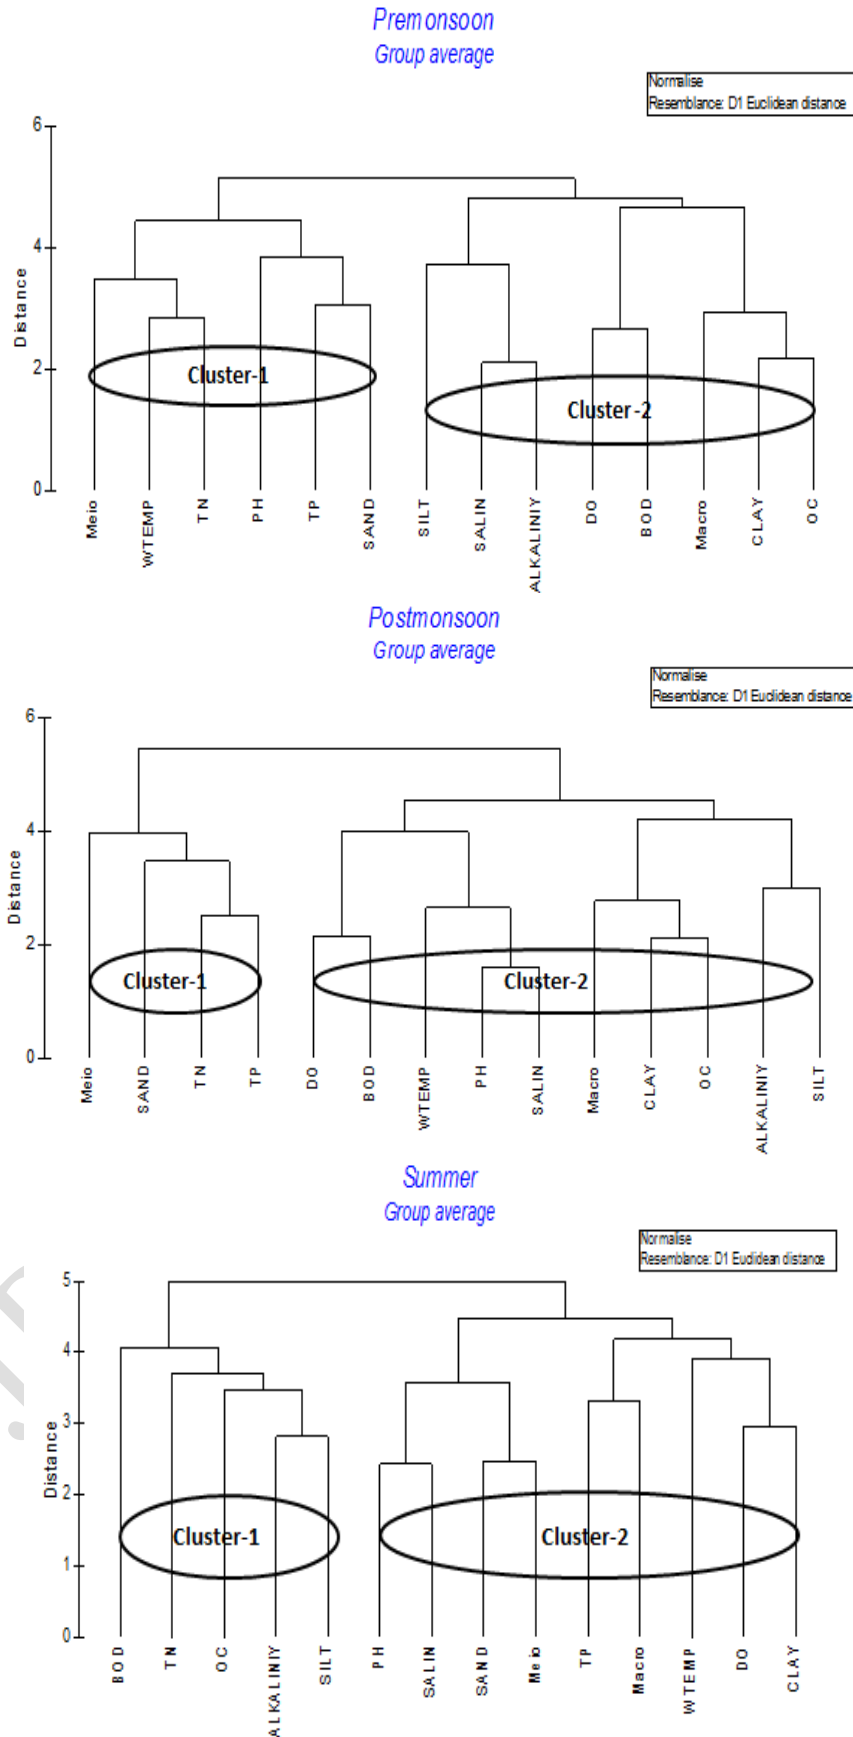 Premonsoon
Group average
Normalise
Resemblance: D1 Euclidean distance
6
4
2
0
Distance
Cluster-1
Cluster-2
Meio
WTEMP
TN
PH
TP
SAND
SILT
SALIN
ALKALINIY
DO
BOD
Macro
CLAY
OC
Postmonsoon
Group average
Normalise
Resemblance: D1 Euclidean distance
6
4
2
0
Distance
Cluster-1
Cluster-2
Meio
SAND
TN
TP
DO
BOD
WTEMP
PH
SALIN
Macro
CLAY
OC
ALKALINIY
SILT
Summer
Group average
Normalise
Resemblance: D1 Euclidean distance
5
4
3
2
1
0
Distance
Cluster-1
Cluster-2
BOD
TN
OC
ALKALINIY
SILT
PH
SALIN
SAND
Meio
TP
Macro
WTEMP
DO
CLAY